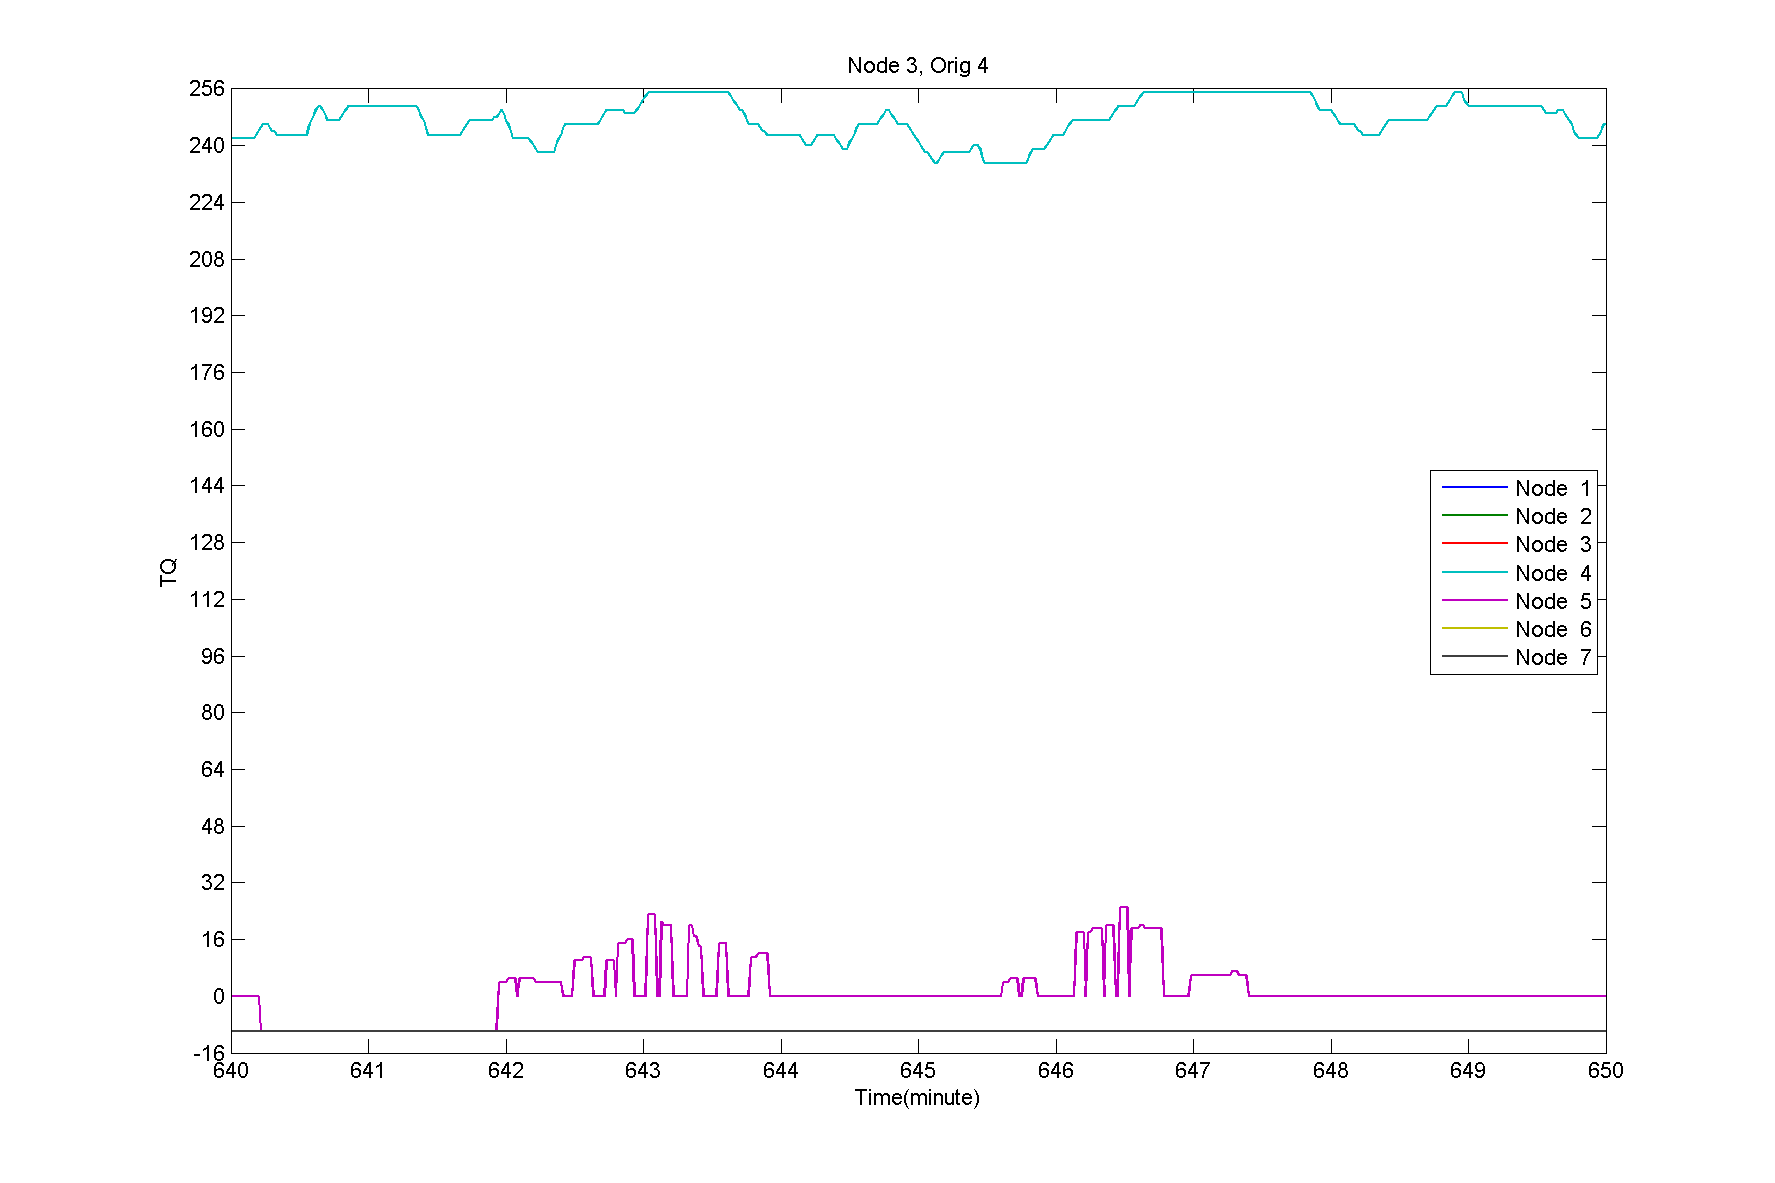 Node 3, Orig 4
256
240
224
208
192
176
160
144
128
112
96
80
64
48
32
16
0
-16
TQ
Node 1
Node 2
Node 3
Node 4
Node 5
Node 6
Node 7
640 641 642 643 644 645 646 647 648 649 650
Time(minute)